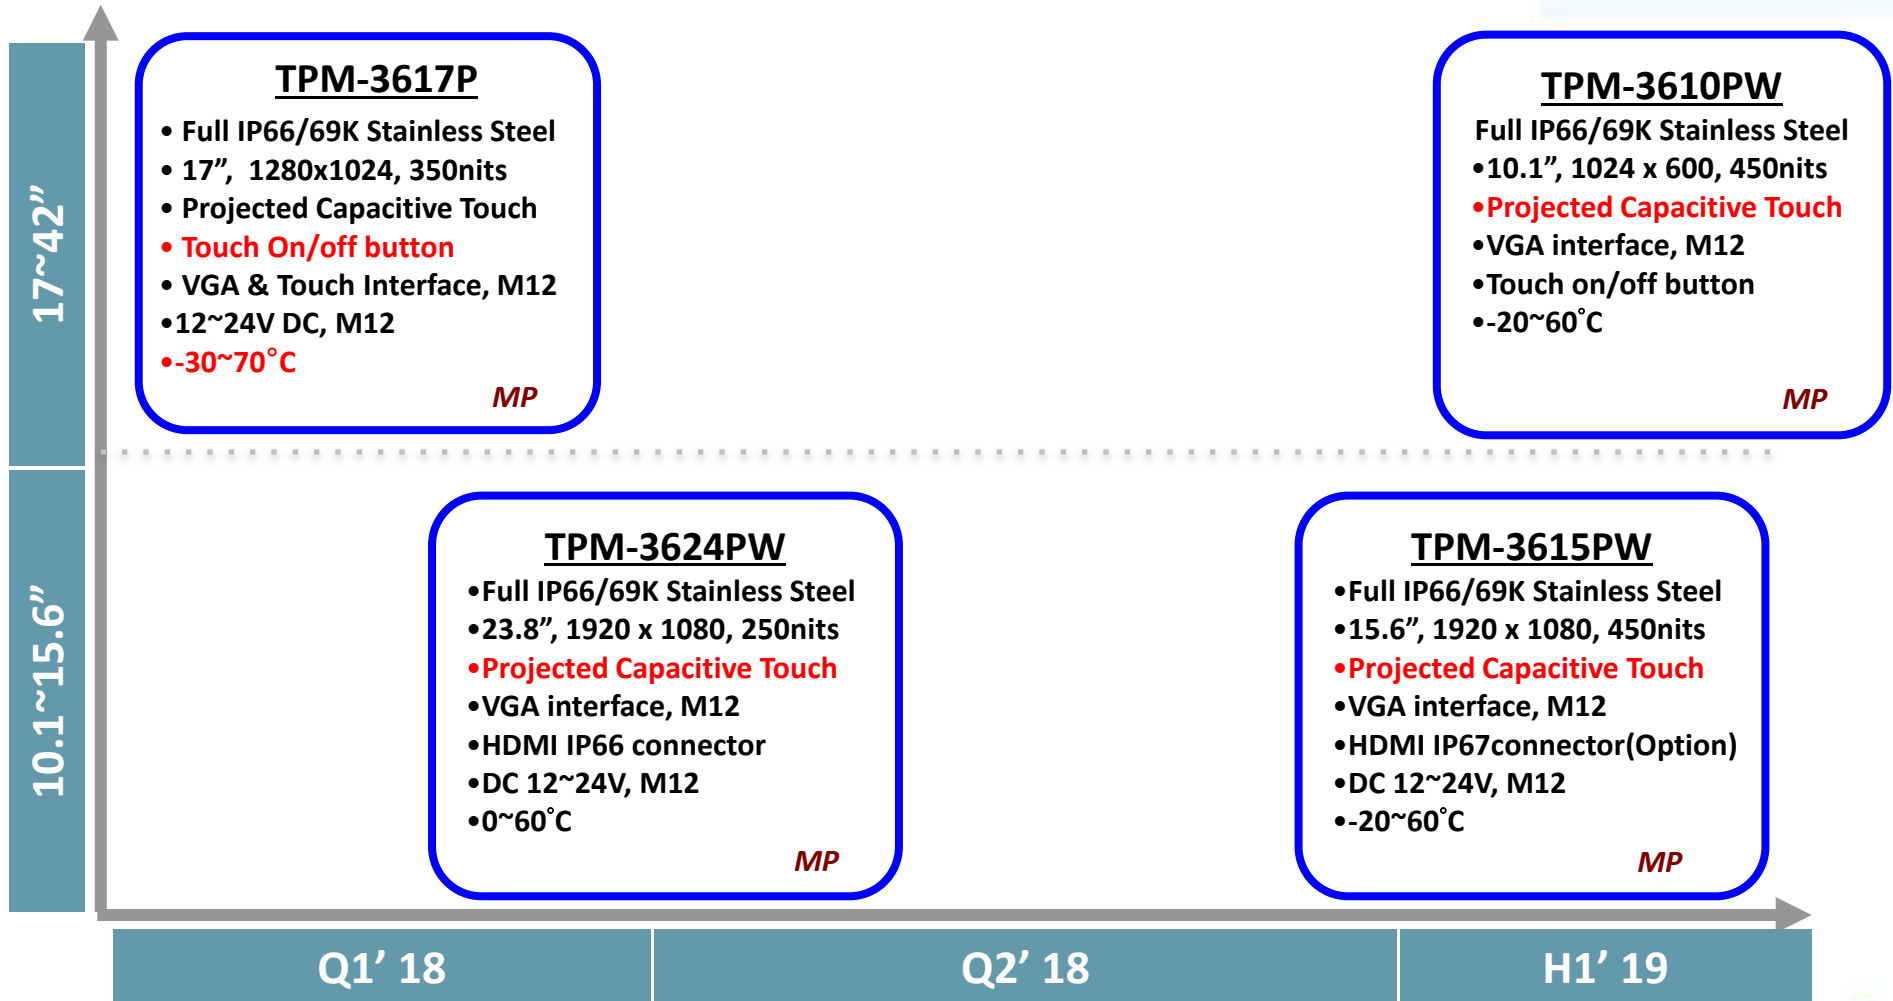 17~42”
TPM-3617P
• Full IP66/69K Stainless Steel
• 17”, 1280x1024, 350nits
• Projected Capacitive Touch
• Touch On/off button
• VGA & Touch Interface, M12
•12~24V DC, M12
•-30~70°C
MP
TPM-3610PW
Full IP66/69K Stainless Steel
•10.1”, 1024 x 600, 450nits
•Projected Capacitive Touch
•VGA interface, M12
•Touch on/off button
•-20~60°C
MP
10.1~15.6”
TPM-3624PW
•Full IP66/69K Stainless Steel
•23.8”, 1920 x 1080, 250nits
•Projected Capacitive Touch
•VGA interface, M12
•HDMI IP66 connector
•DC 12~24V, M12
•0~60°C
MP
TPM-3615PW
•Full IP66/69K Stainless Steel
•15.6”, 1920 x 1080, 450nits
•Projected Capacitive Touch
•VGA interface, M12
•HDMI IP67connector(Option)
•DC 12~24V, M12
•-20~60°C
MP
Q1’ 18
Q2’ 18
H1’ 19